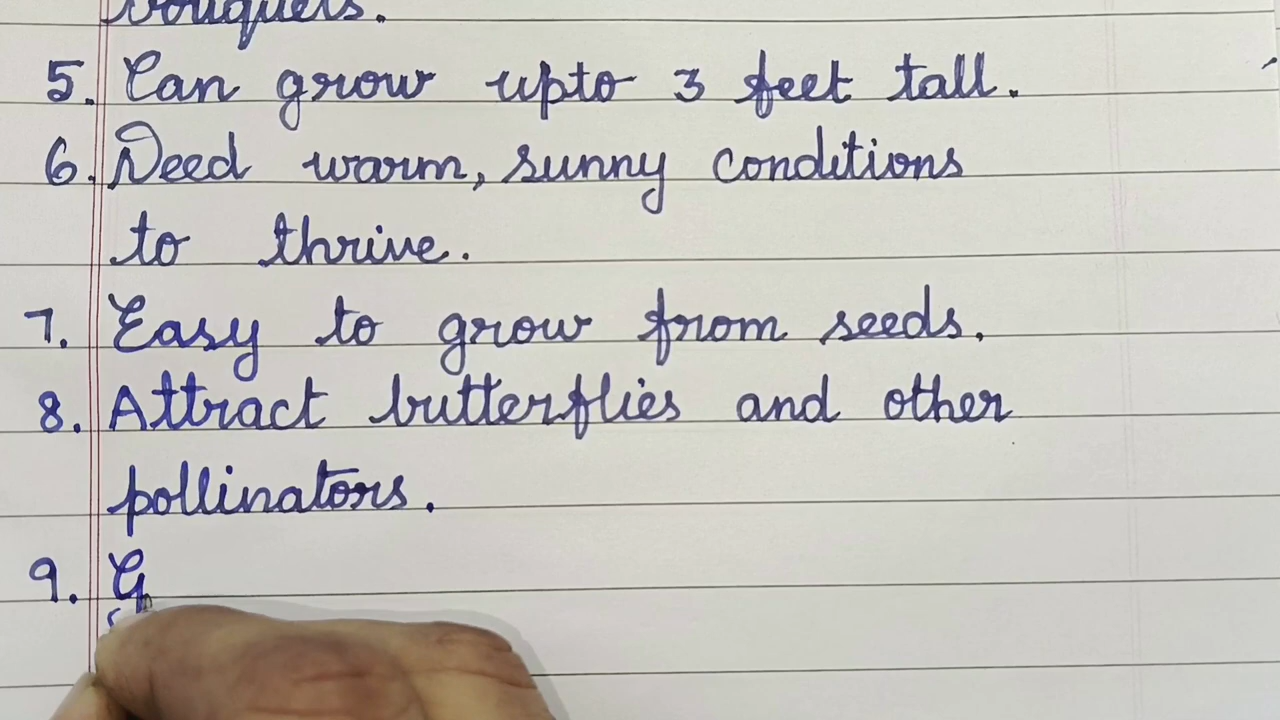 bouquets.
5. Can grow upto 3 feet tall.
6. Need warm, sunny conditions
to thrive.
7. Easy to grow from seeds.
8. Attract butterflies and other
pollinators.
9. G